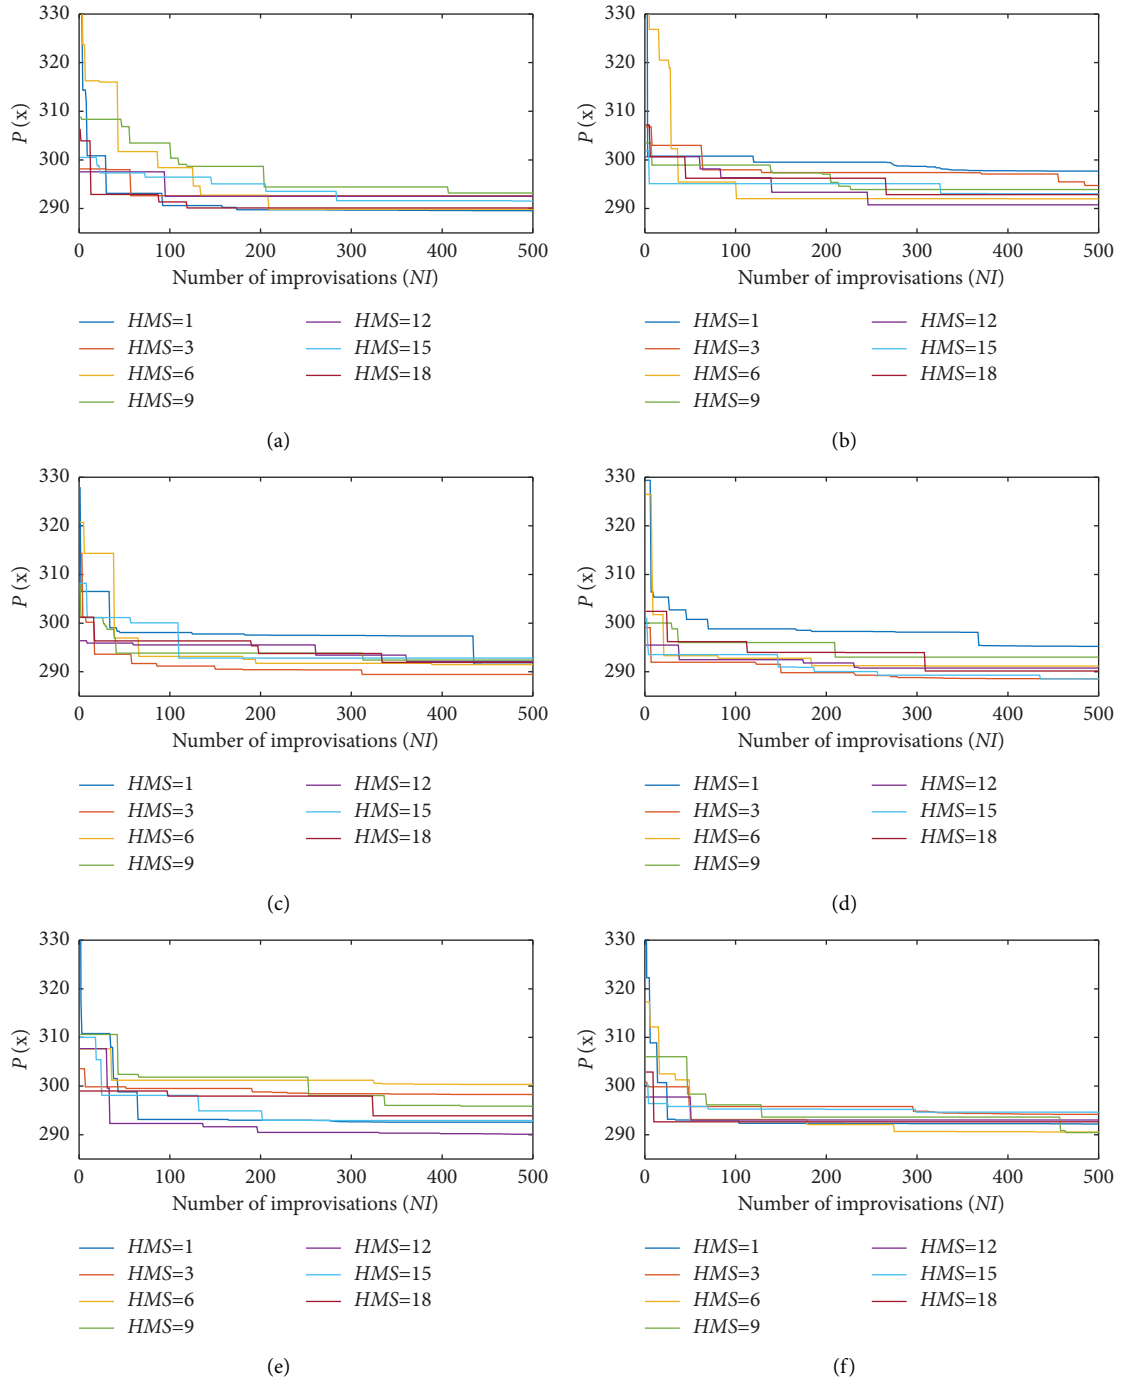 330
320
310
300
290
P (x)
0 100 200 300 400 500
Number of improvisations (NI)
HMS=1
HMS=3
HMS=6
HMS=9
HMS=12
HMS=15
HMS=18
(a)
330
320
310
300
290
P (x)
0 100 200 300 400 500
Number of improvisations (NI)
HMS=1
HMS=3
HMS=6
HMS=9
HMS=12
HMS=15
HMS=18
(b)
330
320
310
300
290
P (x)
0 100 200 300 400 500
Number of improvisations (NI)
HMS=1
HMS=3
HMS=6
HMS=9
HMS=12
HMS=15
HMS=18
(c)
330
320
310
300
290
P (x)
0 100 200 300 400 500
Number of improvisations (NI)
HMS=1
HMS=3
HMS=6
HMS=9
HMS=12
HMS=15
HMS=18
(d)
330
320
310
300
290
P (x)
0 100 200 300 400 500
Number of improvisations (NI)
HMS=1
HMS=3
HMS=6
HMS=9
HMS=12
HMS=15
HMS=18
(e)
330
320
310
300
290
P (x)
0 100 200 300 400 500
Number of improvisations (NI)
HMS=1
HMS=3
HMS=6
HMS=9
HMS=12
HMS=15
HMS=18
(f)